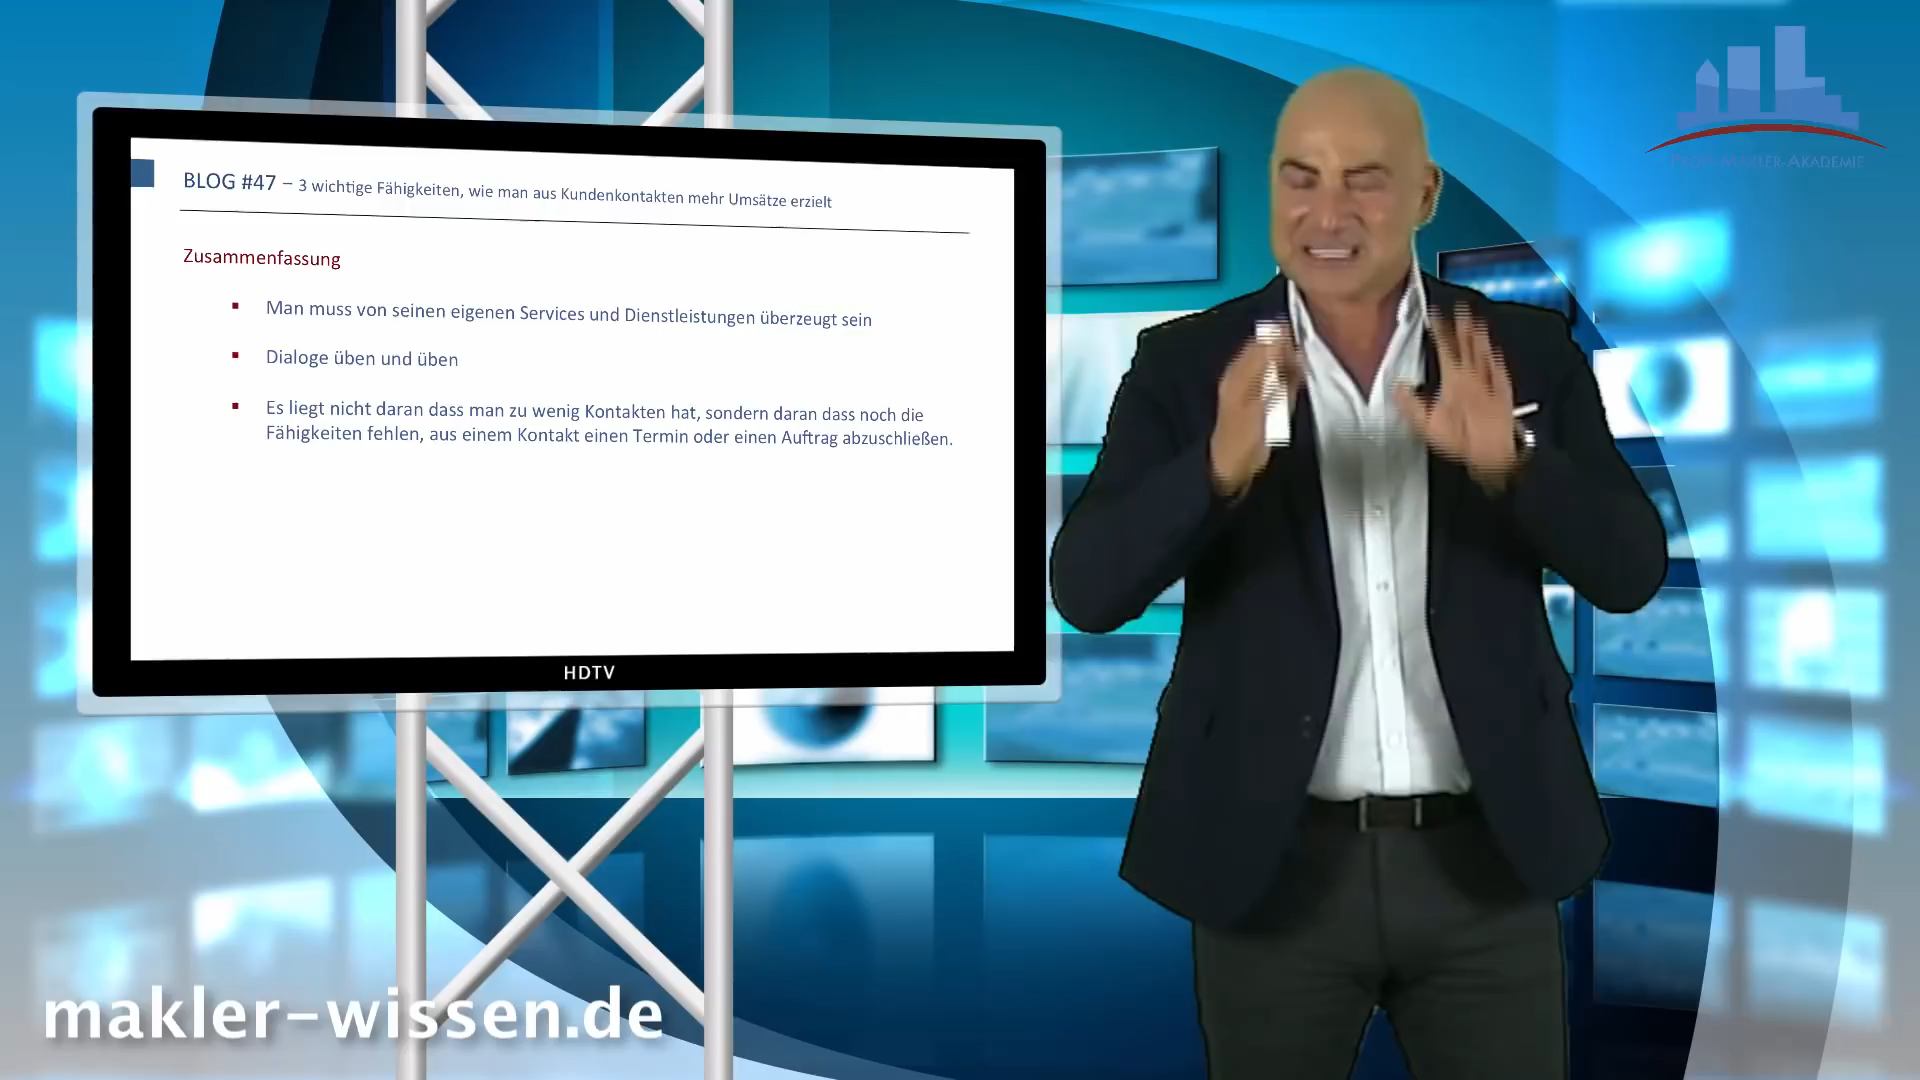 PROFI-MAKLER-AKADEMIE
BLOG #47 – 3 wichtige Fähigkeiten, wie man aus Kundenkontakten mehr Umsätze erzielt
Zusammenfassung
Man muss von seinen eigenen Services und Dienstleistungen überzeugt sein
Dialoge üben und üben
Es liegt nicht daran dass man zu wenig Kontakten hat, sondern daran dass noch die
Fähigkeiten fehlen, aus einem Kontakt einen Termin oder einen Auftrag abzuschließen.
HDTV
makler-wissen.de